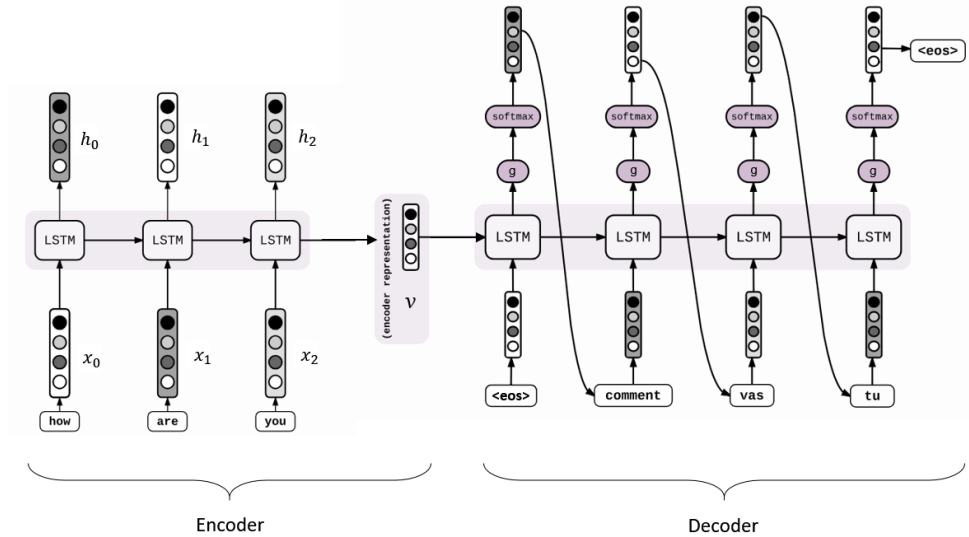 softmax softmax softmax softmax
<eos>
g g g g
h0 h1 h2
LSTM LSTM LSTM
(encoder representation)
v
LSTM LSTM LSTM LSTM
x0 x1 x2
how are you
<eos> comment vas tu
Encoder Decoder